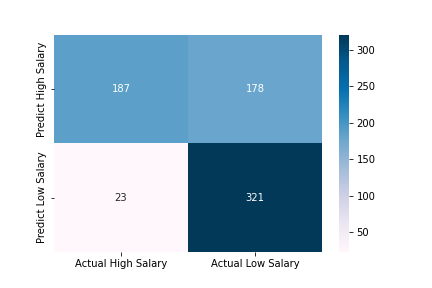 Predict High Salary
187
178
Predict Low Salary
23
321
Actual High Salary
Actual Low Salary
300
250
200
150
100
50